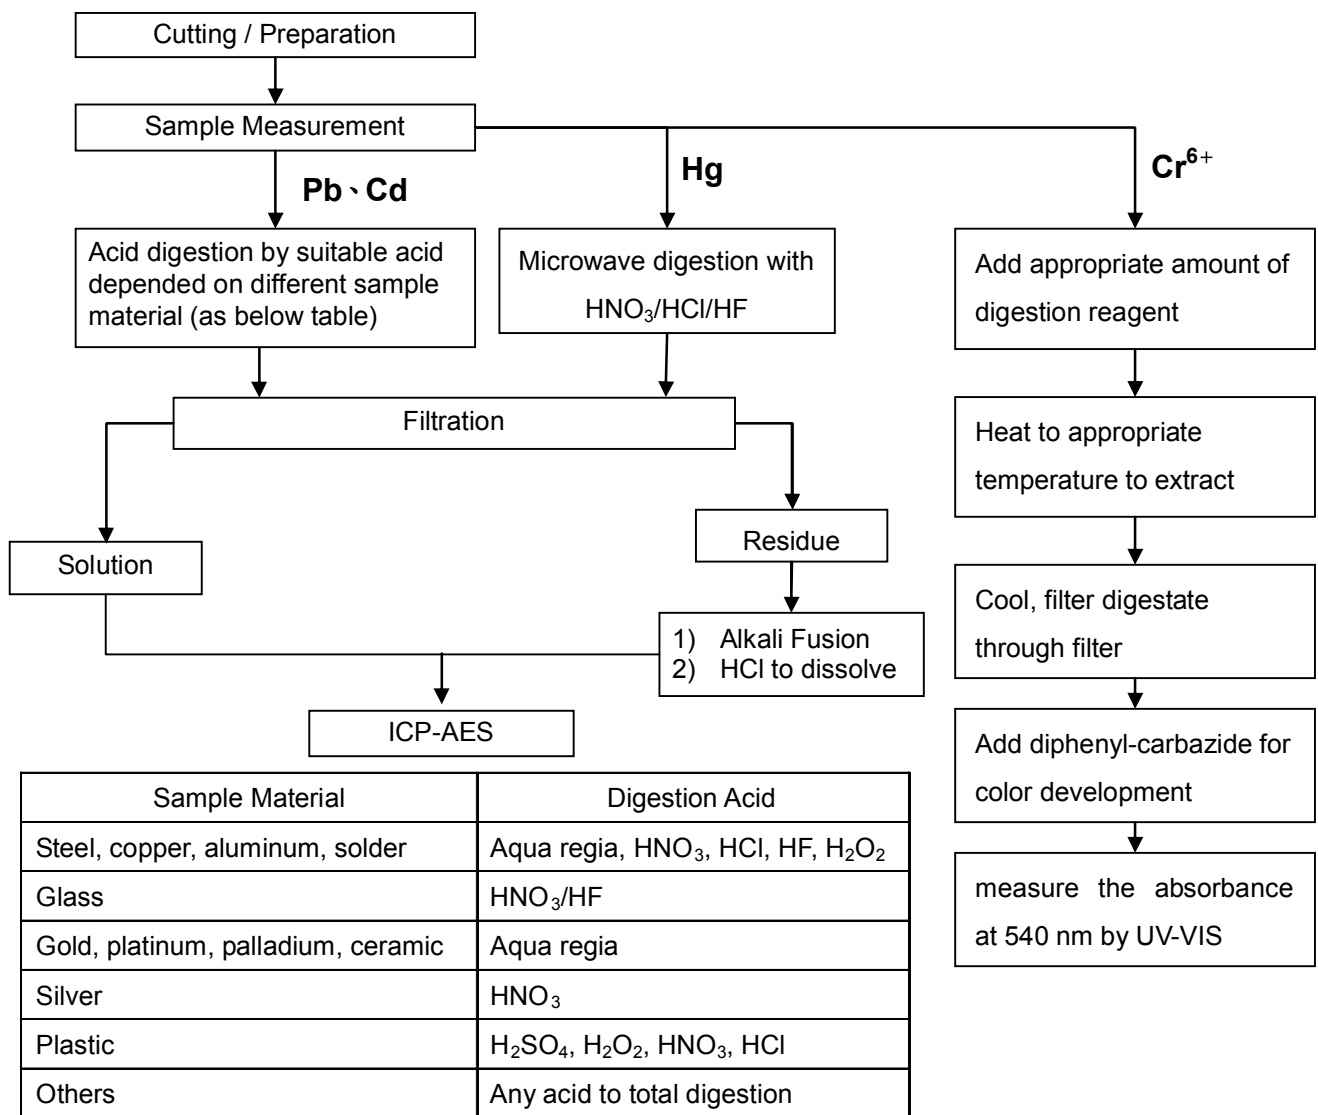 Cutting / Preparation
Sample Measurement
Pb、Cd
Hg
Cr⁶⁺
Acid digestion by suitable acid
depended on different sample
material (as below table)
Microwave digestion with
HNO₃/HCl/HF
Add appropriate amount of
digestion reagent
Filtration
Heat to appropriate
temperature to extract
Solution
Residue
1) Alkali Fusion
2) HCl to dissolve
Cool, filter digestate
through filter
ICP-AES
Add diphenyl-carbazide for
color development
measure the absorbance
at 540 nm by UV-VIS
Sample Material Digestion Acid
Steel, copper, aluminum, solder Aqua regia, HNO₃, HCl, HF, H₂O₂
Glass HNO₃/HF
Gold, platinum, palladium, ceramic Aqua regia
Silver HNO₃
Plastic H₂SO₄, H₂O₂, HNO₃, HCl
Others Any acid to total digestion